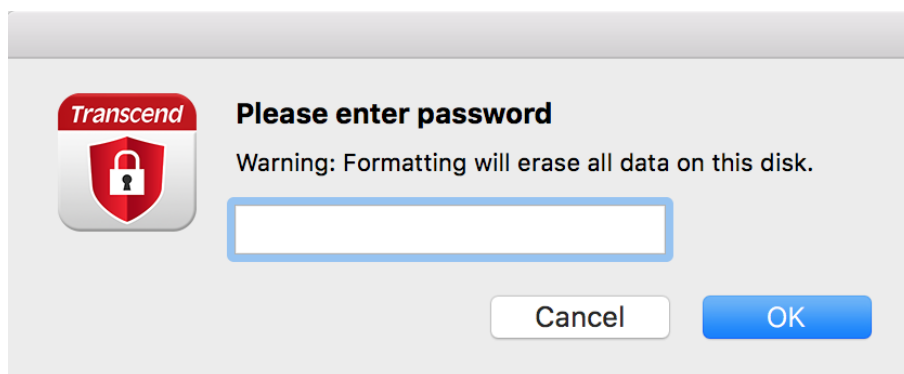 Transcend
Please enter password
Warning: Formatting will erase all data on this disk.
Cancel
OK